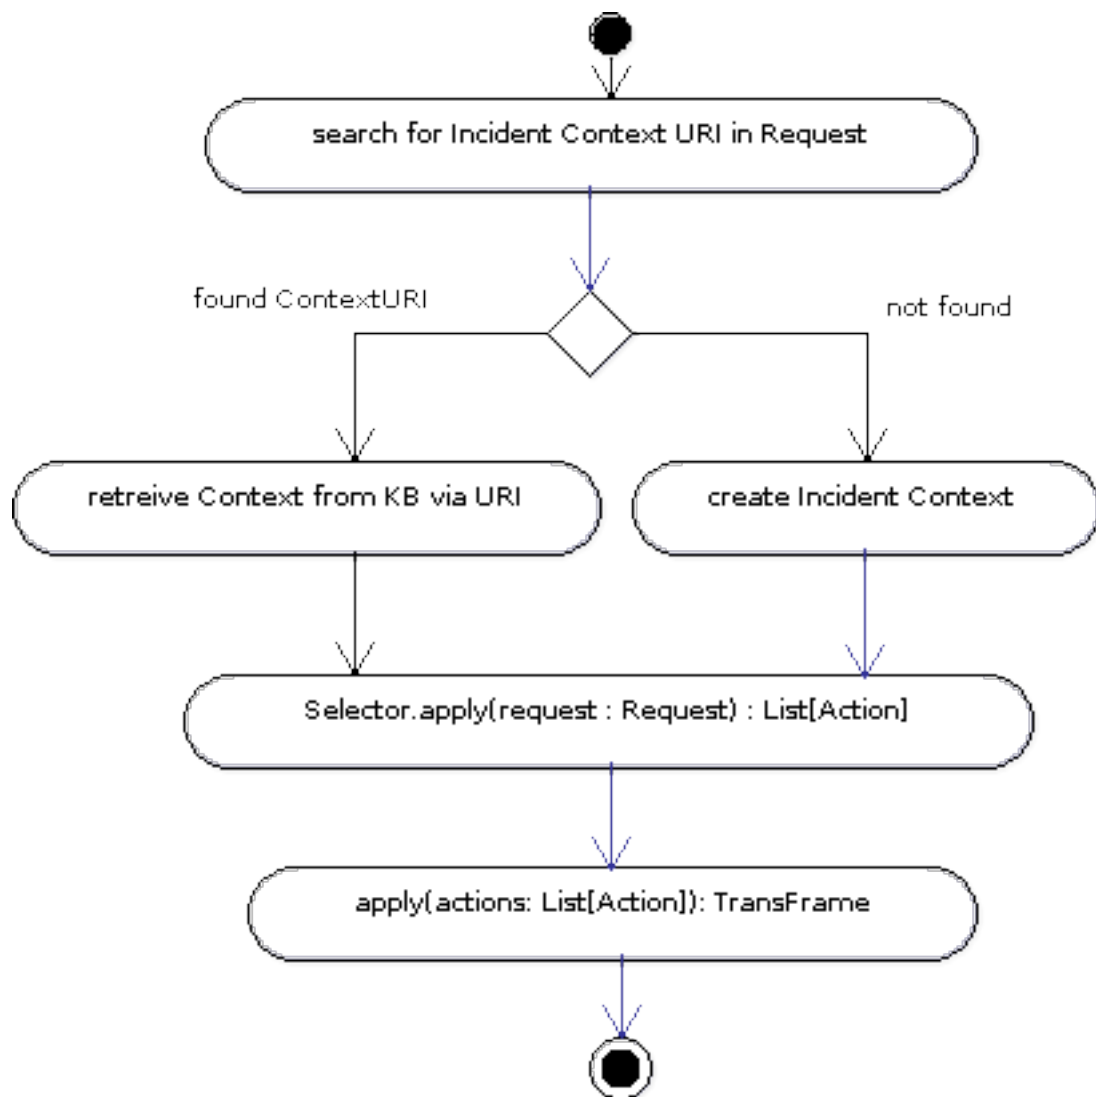 search for Incident Context URI in Request
found ContextURI
not found
retreive Context from KB via URI
create Incident Context
Selector.apply(request : Request) : List[Action]
apply(actions: List[Action]): TransFrame